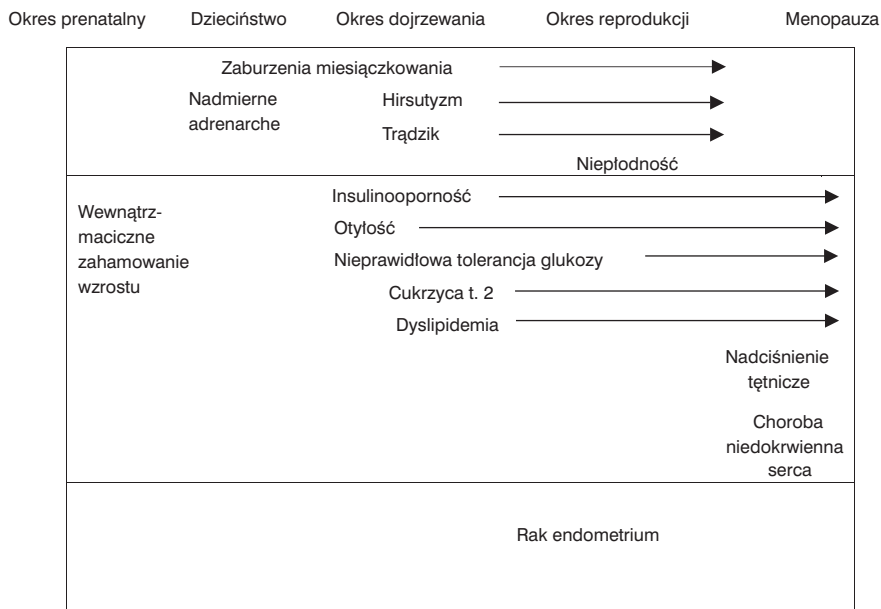 Okres prenatalny Dzieciństwo Okres dojrzewania Okres reprodukcji Menopauza
Zaburzenia miesiączkowania
Nadmierne
adrenarche
Hirsutyzm
Trądzik
Niepłodność
Wewnątrz-
maciczne
zahamowanie
wzrostu
Insulinooporność
Otyłość
Nieprawidłowa tolerancja glukozy
Cukrzyca t. 2
Dyslipidemia
Nadciśnienie
tętnicze
Choroba
niedokrwienna
serca
Rak endometrium